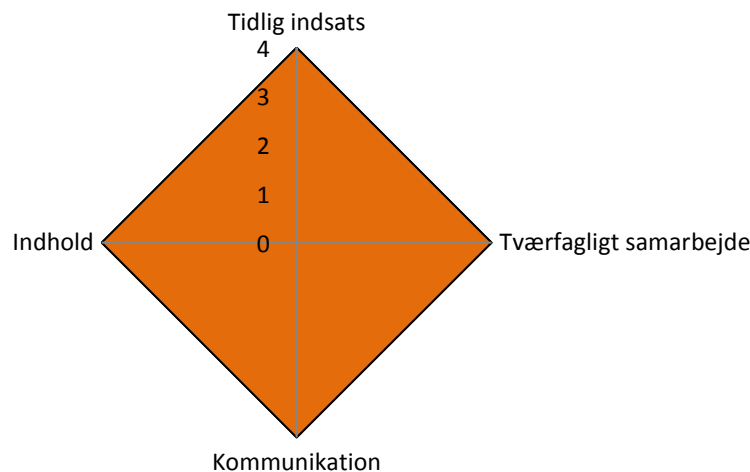 Tidlig indsats
4
3
2
1
0
Indhold
Tværfagligt samarbejde
Kommunikation